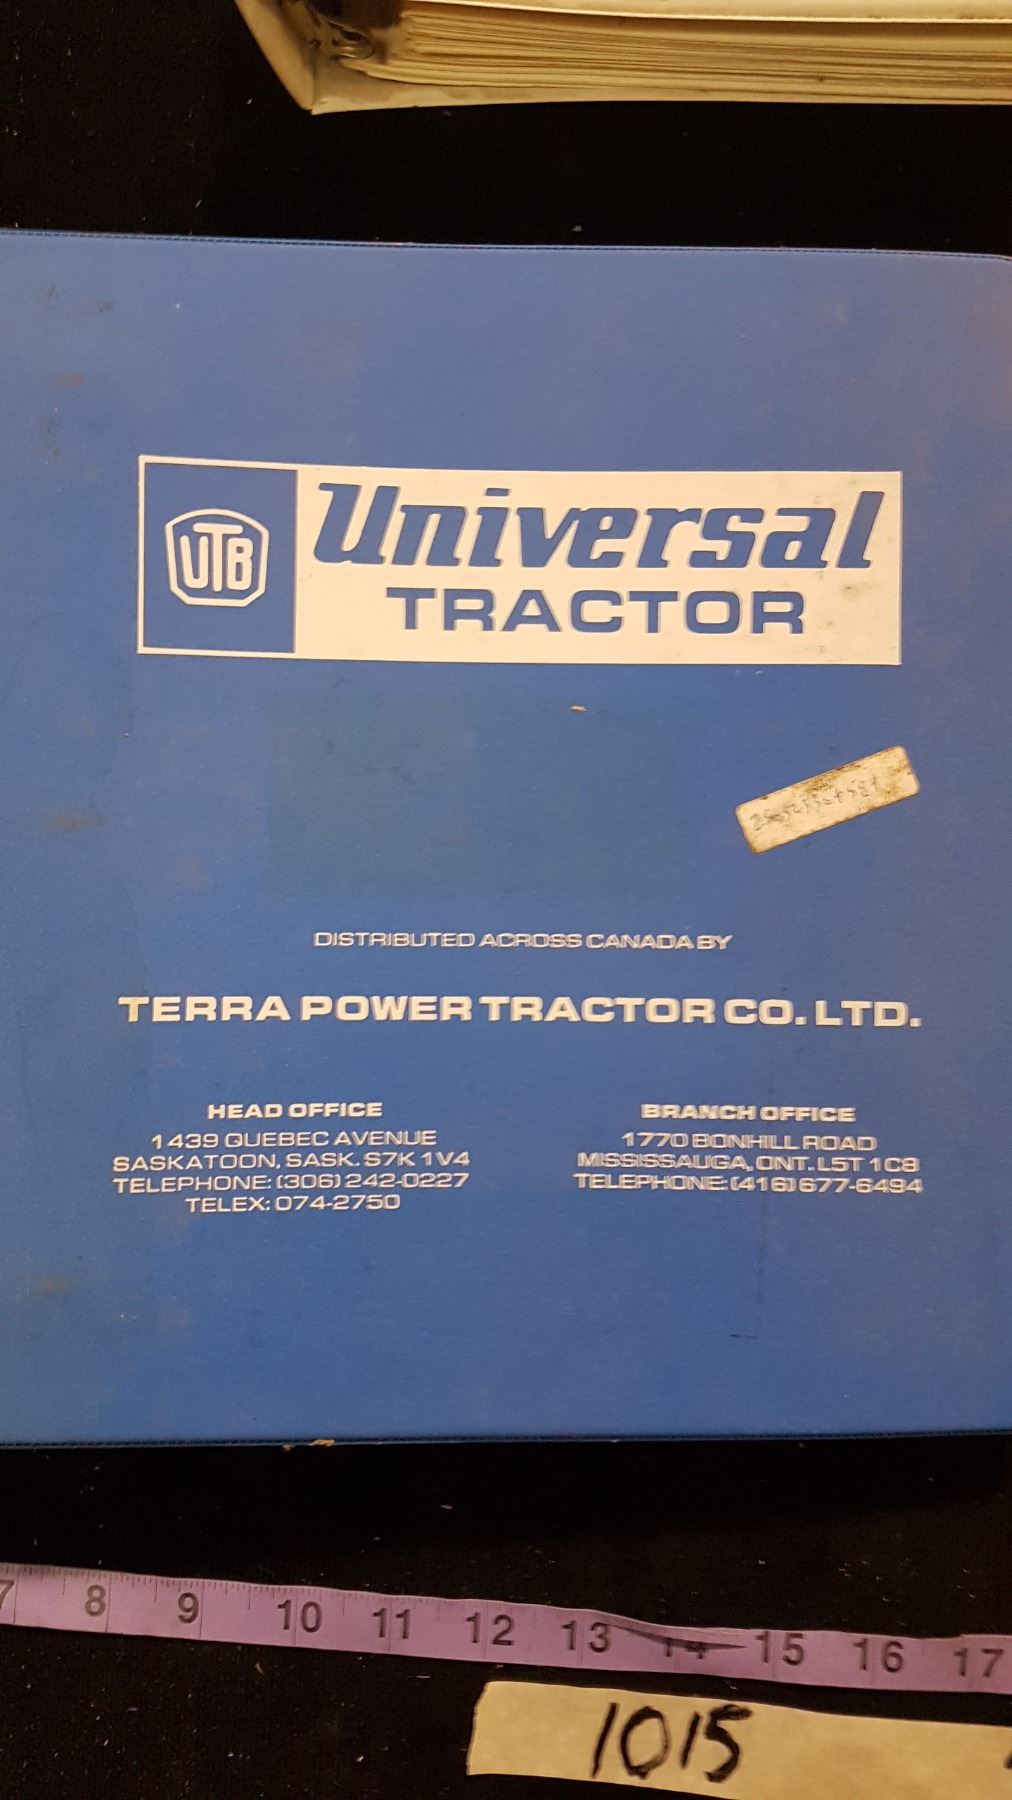 UTB
Universal
TRACTOR
DISTRIBUTED ACROSS CANADA BY
TERRA POWER TRACTOR CO. LTD.
HEAD OFFICE
1439 QUEBEC AVENUE
SASKATOON, SASK. S7K 1V4
TELEPHONE: (306) 242-0227
TELEX: 074-2750
BRANCH OFFICE
1770 BONHILL ROAD
MISSISSAUGA, ONT. L5T 1C8
TELEPHONE: (416) 677-6494
7 8 9 10 11 12 13 14 15 16 17
1015